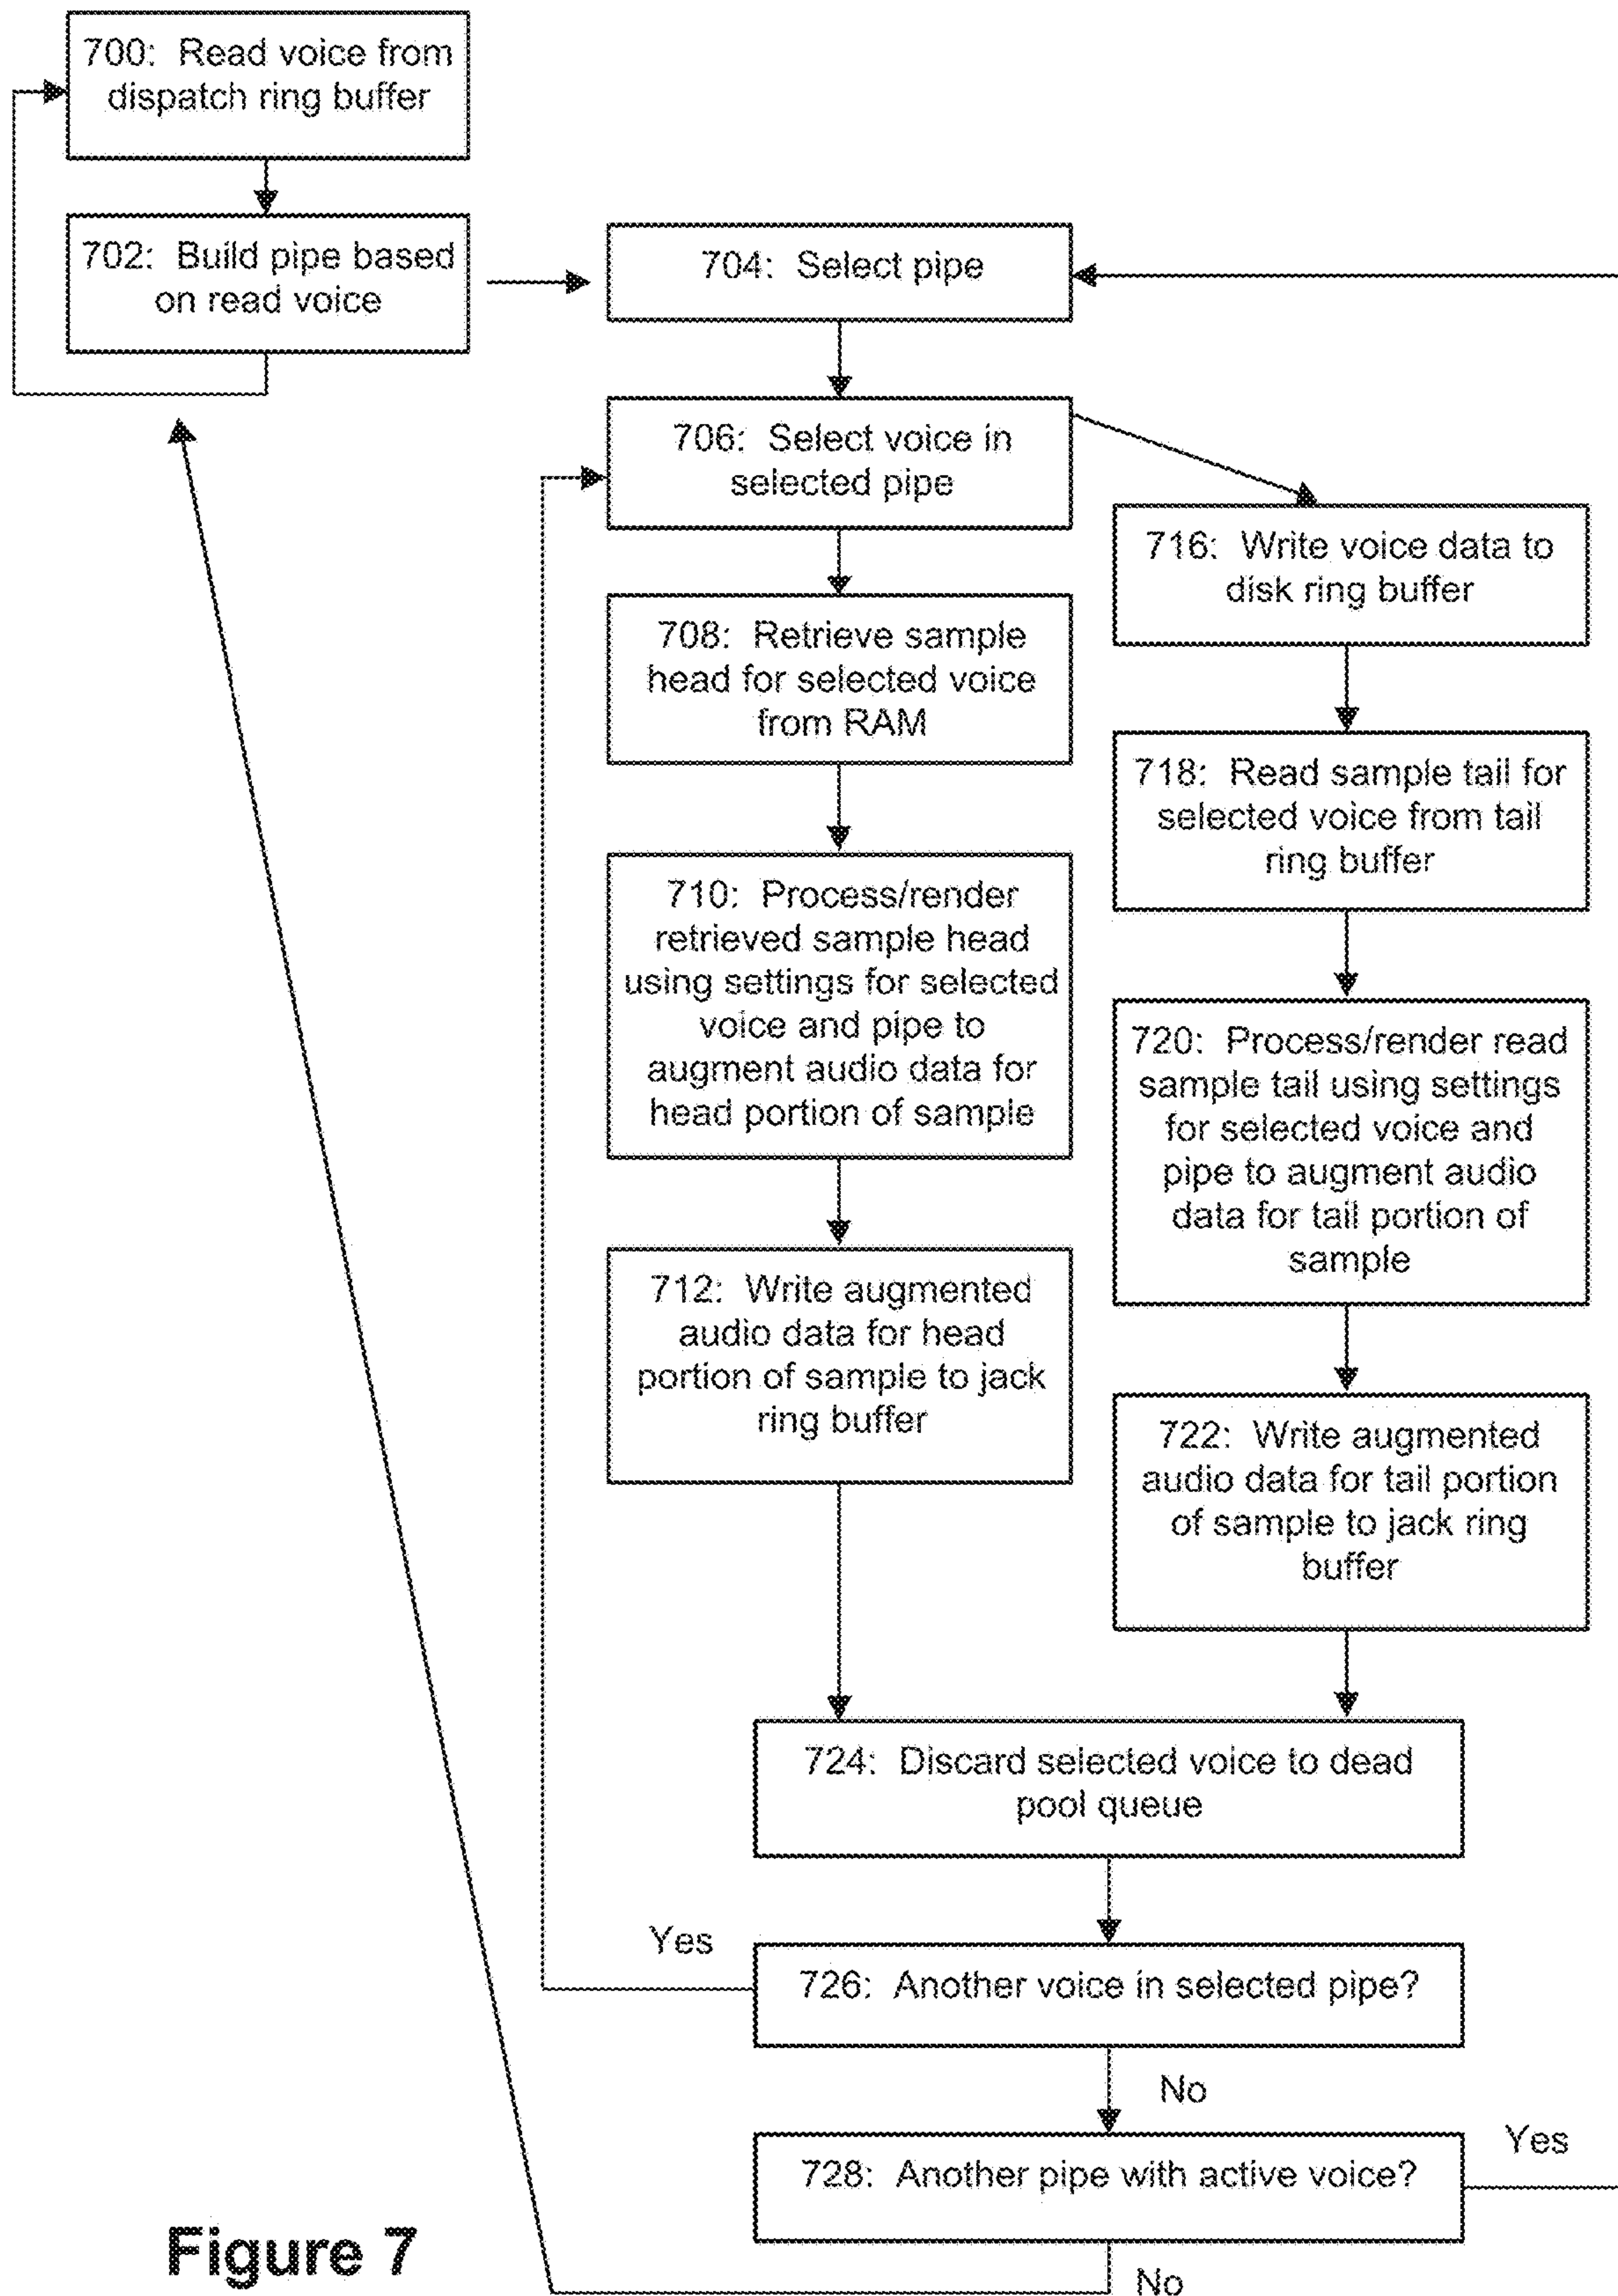 700: Read voice from
dispatch ring buffer
702: Build pipe based
on read voice
704: Select pipe
706: Select voice in
selected pipe
708: Retrieve sample
head for selected voice
from RAM
710: Process/render
retrieved sample head
using settings for selected
voice and pipe to
augment audio data for
head portion of sample
712: Write augmented
audio data for head
portion of sample to jack
ring buffer
716: Write voice data to
disk ring buffer
718: Read sample tail for
selected voice from tail
ring buffer
720: Process/render read
sample tail using settings
for selected voice and
pipe to augment audio
data for tail portion of
sample
722: Write augmented
audio data for tail portion
of sample to jack ring
buffer
724: Discard selected voice to dead
pool queue
Yes
726: Another voice in selected pipe?
No
728: Another pipe with active voice?
Yes
No
Figure 7